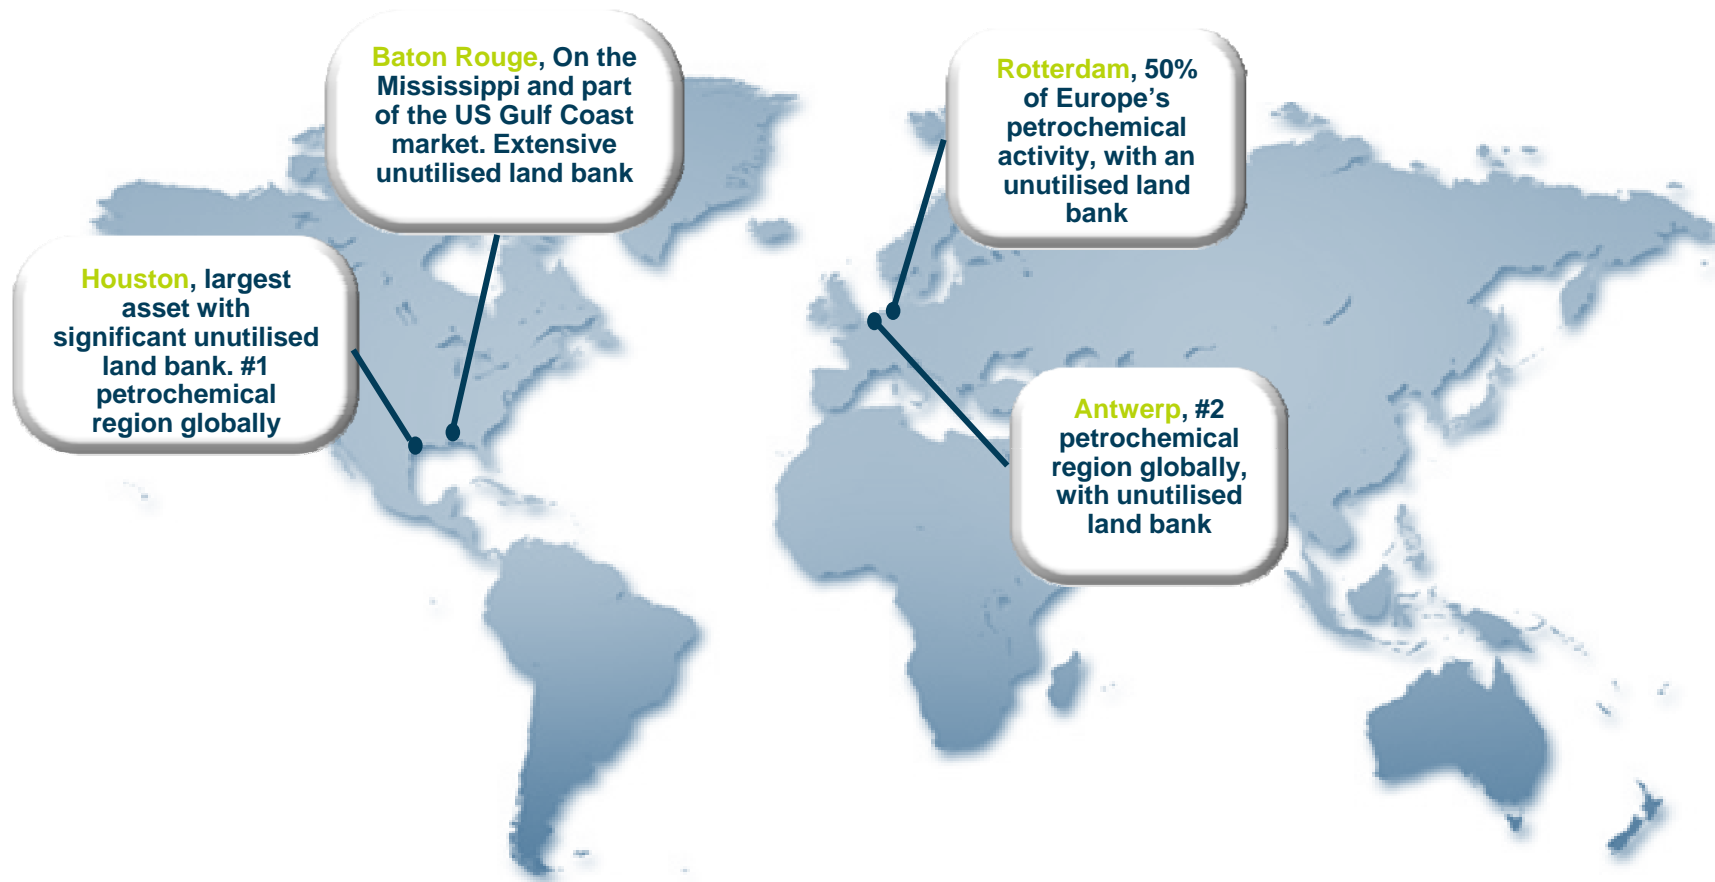 Baton Rouge, On the
Mississippi and part
of the US Gulf Coast
market. Extensive
unutilised land bank
Rotterdam, 50%
of Europe’s
petrochemical
activity, with an
unutilised land
bank
Houston, largest
asset with
significant unutilised
land bank. #1
petrochemical
region globally
Antwerp, #2
petrochemical
region globally,
with unutilised
land bank